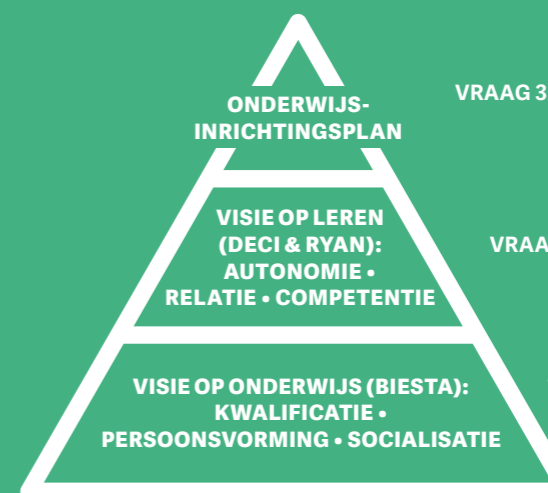 ONDERWIJS-
INRICHTINGSPLAN
VRAAG 3
VISIE OP LEREN
(DECI & RYAN):
AUTONOMIE •
RELATIE • COMPETENTIE
VISIE OP ONDERWIJS (BIESTA):
KWALIFICATIE •
PERSOONSVORMING • SOCIALISATIE